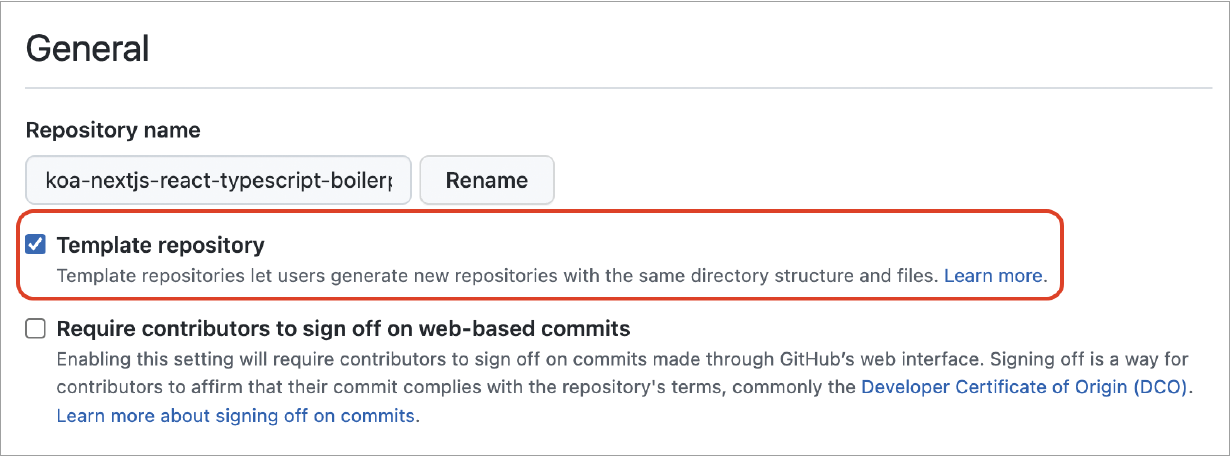 General
Repository name
koa-nextjs-react-typescript-boilerp
Rename
Template repository
Template repositories let users generate new repositories with the same directory structure and files. Learn more.
Require contributors to sign off on web-based commits
Enabling this setting will require contributors to sign off on commits made through GitHub’s web interface. Signing off is a way for
contributors to affirm that their commit complies with the repository's terms, commonly the Developer Certificate of Origin (DCO).
Learn more about signing off on commits.